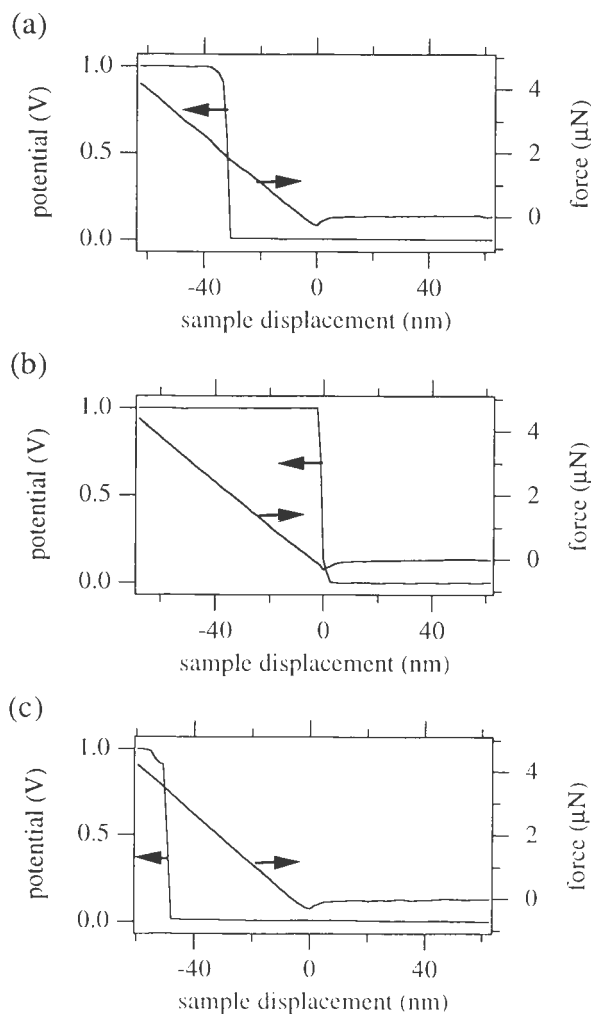 (a)
1.0
0.5
0.0
potential (V)
4
2
0
force (µN)
-40
0
40
sample displacement (nm)
(b)
1.0
0.5
0.0
potential (V)
4
2
0
force (µN)
-40
0
40
sample displacement (nm)
(c)
1.0
0.5
0.0
potential (V)
4
2
0
force (µN)
-40
0
40
sample displacement (nm)